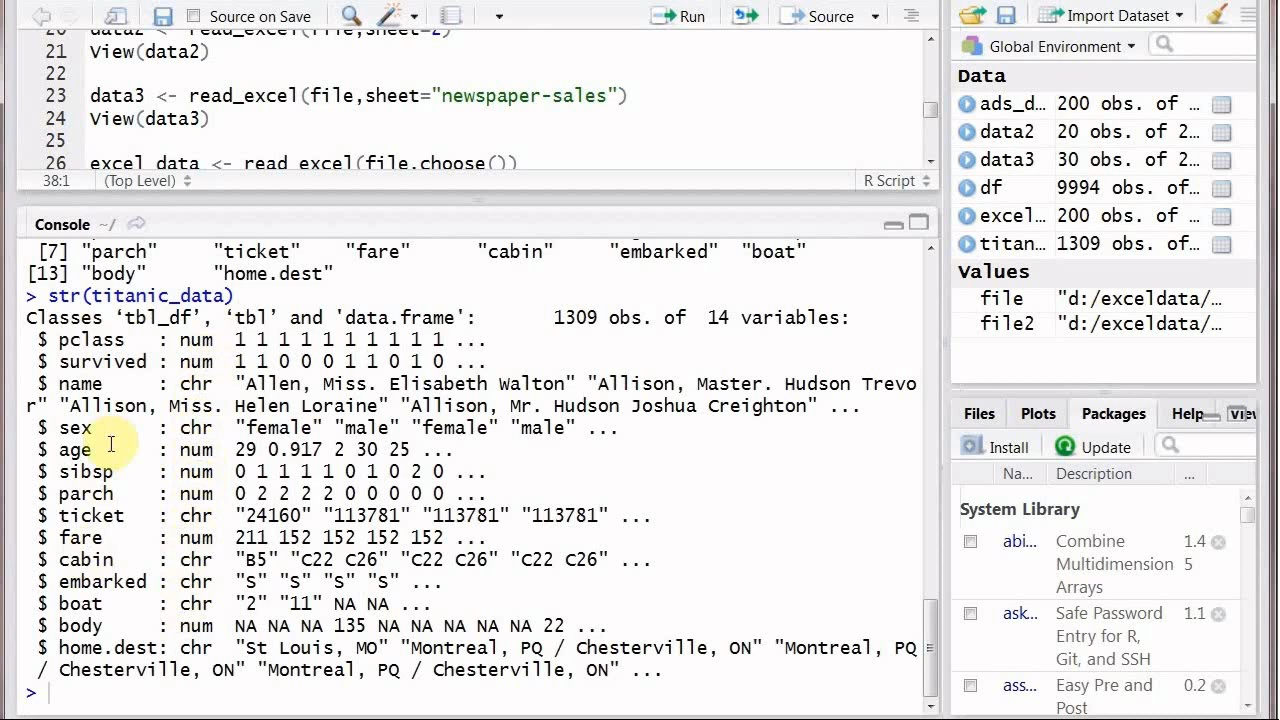 Source on Save
Run
Source
20 data2 <- read_excel(file,sheet=2)
21 View(data2)
22
23 data3 <- read_excel(file,sheet="newspaper-sales")
24 View(data3)
25
26 excel_data <- read_excel(file.choose())
38:1 (Top Level) R Script
Console ~/
[7] "parch" "ticket" "fare" "cabin" "embarked" "boat"
[13] "body" "home.dest"
> str(titanic_data)
Classes ‘tbl_df’, ‘tbl’ and 'data.frame': 1309 obs. of 14 variables:
$ pclass : num 1 1 1 1 1 1 1 1 1 1 ...
$ survived : num 1 1 0 0 0 1 1 0 1 0 ...
$ name : chr "Allen, Miss. Elisabeth Walton" "Allison, Master. Hudson Trevo
r" "Allison, Miss. Helen Loraine" "Allison, Mr. Hudson Joshua Creighton" ...
$ sex : chr "female" "male" "female" "male" ...
$ age : num 29 0.917 2 30 25 ...
$ sibsp : num 0 1 1 1 1 0 1 0 2 0 ...
$ parch : num 0 2 2 2 2 0 0 0 0 0 ...
$ ticket : chr "24160" "113781" "113781" "113781" ...
$ fare : num 211 152 152 152 152 ...
$ cabin : chr "B5" "C22 C26" "C22 C26" "C22 C26" ...
$ embarked : chr "S" "S" "S" "S" ...
$ boat : chr "2" "11" NA NA ...
$ body : num NA NA NA 135 NA NA NA NA NA 22 ...
$ home.dest: chr "St Louis, MO" "Montreal, PQ / Chesterville, ON" "Montreal, PQ
/ Chesterville, ON" "Montreal, PQ / Chesterville, ON" ...
>
Import Dataset
Global Environment
Data
ads_d… 200 obs. of …
data2 20 obs. of 2…
data3 30 obs. of 2…
df 9994 obs. of…
excel… 200 obs. of …
titan… 1309 obs. of…
Values
file "d:/exceldata/…
file2 "d:/exceldata/…
Files Plots Packages Help View
Install Update
Na... Description ...
System Library
abi... Combine 1.4
Multidimension 5
Arrays
ask... Safe Password 1.1
Entry for R,
Git, and SSH
ass... Easy Pre and 0.2
Post